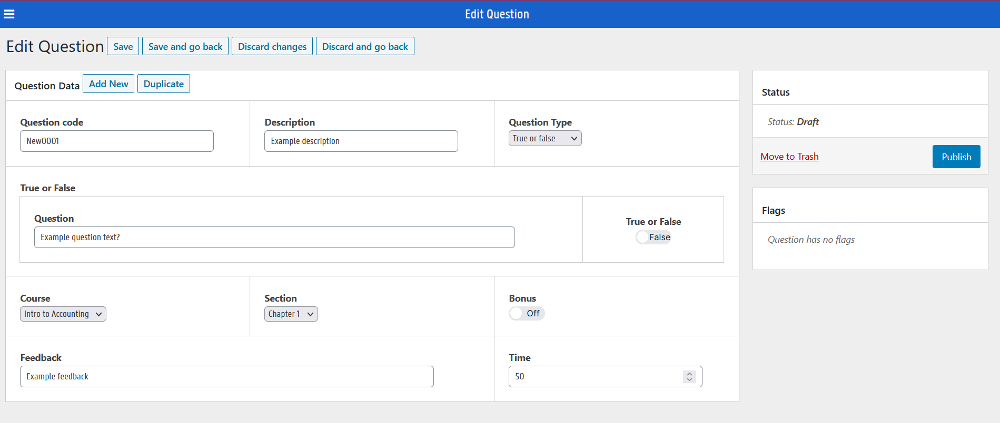 Edit Question
Edit Question Save Save and go back Discard changes Discard and go back
Question Data Add New Duplicate
Question code
New0001
Description
Example description
Question Type
True or false
True or False
Question
Example question text?
True or False
False
Course
Intro to Accounting
Section
Chapter 1
Bonus
Off
Feedback
Example feedback
Time
50
Status
Status: Draft
Move to Trash Publish
Flags
Question has no flags